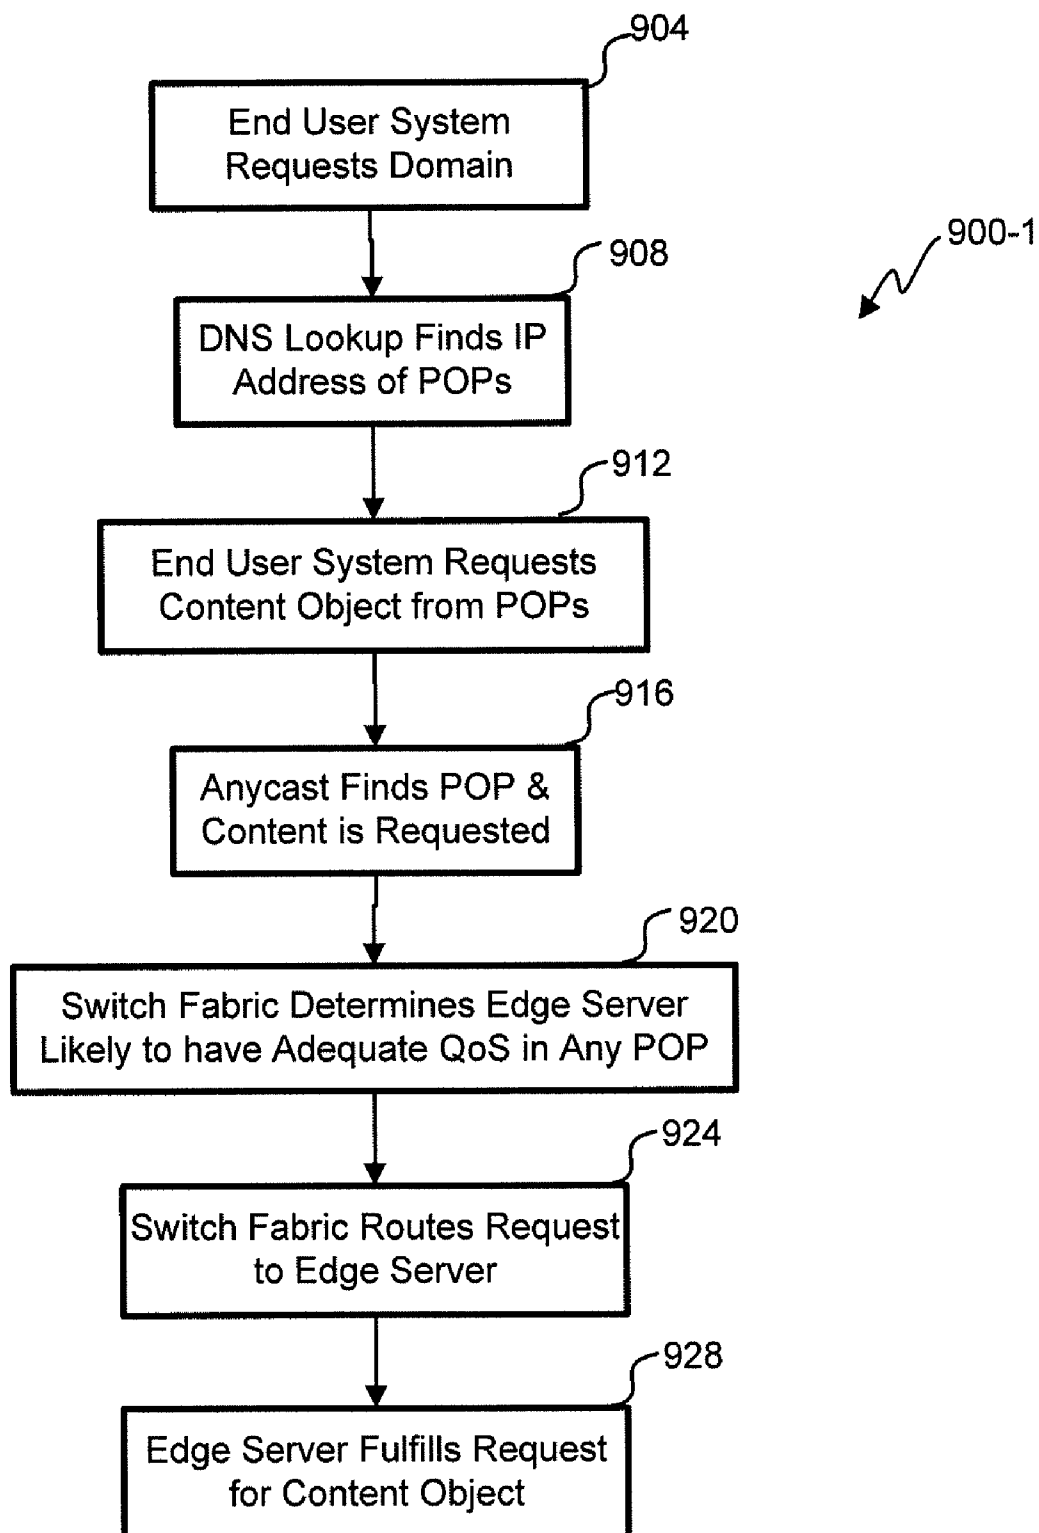 904
End User System
Requests Domain
900-1
908
DNS Lookup Finds IP
Address of POPs
912
End User System Requests
Content Object from POPs
916
Anycast Finds POP &
Content is Requested
920
Switch Fabric Determines Edge Server
Likely to have Adequate QoS in Any POP
924
Switch Fabric Routes Request
to Edge Server
928
Edge Server Fulfills Request
for Content Object